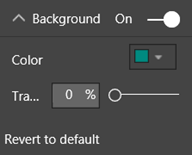 Background On
Color
Tra... 0 %
Revert to default